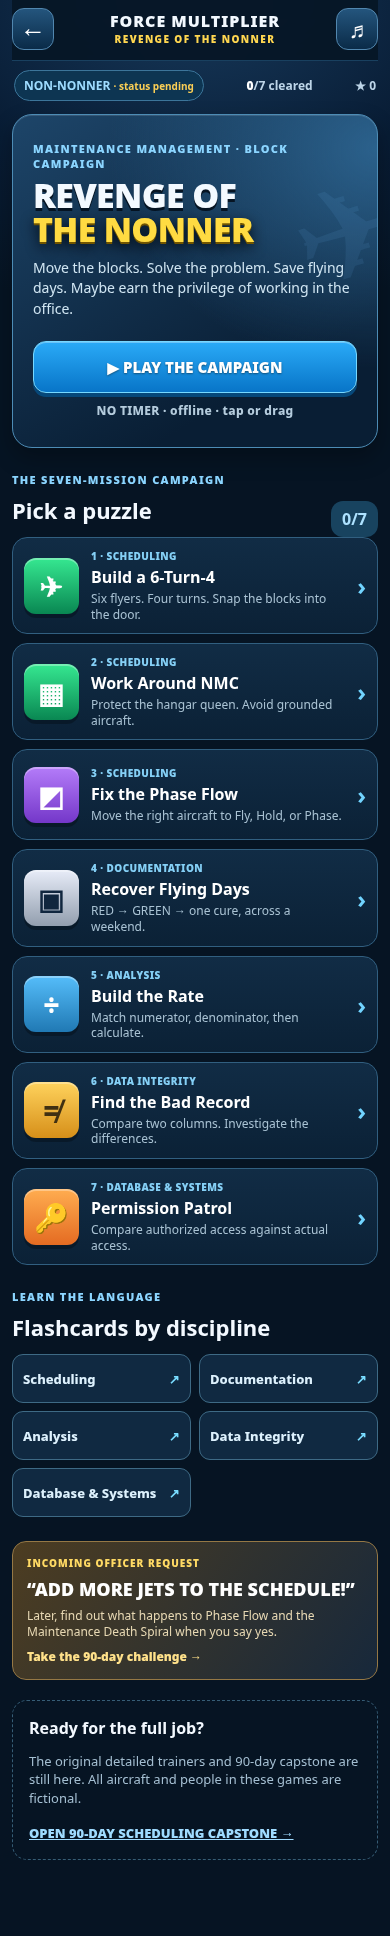 ←
FORCE MULTIPLIER
REVENGE OF THE NONNER
♬
NON-NONNER · status pending
0/7 cleared
★ 0
MAINTENANCE MANAGEMENT · BLOCK
CAMPAIGN
REVENGE OF
THE NONNER
Move the blocks. Solve the problem. Save flying
days. Maybe earn the privilege of working in the
office.
▶ PLAY THE CAMPAIGN
NO TIMER · offline · tap or drag
THE SEVEN-MISSION CAMPAIGN
Pick a puzzle
0/7
1 · SCHEDULING
Build a 6-Turn-4
Six flyers. Four turns. Snap the blocks into
the door.
›
2 · SCHEDULING
Work Around NMC
Protect the hangar queen. Avoid grounded
aircraft.
›
3 · SCHEDULING
Fix the Phase Flow
Move the right aircraft to Fly, Hold, or Phase.
›
4 · DOCUMENTATION
Recover Flying Days
RED → GREEN → one cure, across a
weekend.
›
÷
5 · ANALYSIS
Build the Rate
Match numerator, denominator, then
calculate.
›
≠
6 · DATA INTEGRITY
Find the Bad Record
Compare two columns. Investigate the
differences.
›
7 · DATABASE & SYSTEMS
Permission Patrol
Compare authorized access against actual
access.
›
LEARN THE LANGUAGE
Flashcards by discipline
Scheduling ↗
Documentation ↗
Analysis ↗
Data Integrity ↗
Database & Systems ↗
INCOMING OFFICER REQUEST
“ADD MORE JETS TO THE SCHEDULE!”
Later, find out what happens to Phase Flow and the
Maintenance Death Spiral when you say yes.
Take the 90-day challenge →
Ready for the full job?
The original detailed trainers and 90-day capstone are
still here. All aircraft and people in these games are
fictional.
OPEN 90-DAY SCHEDULING CAPSTONE →